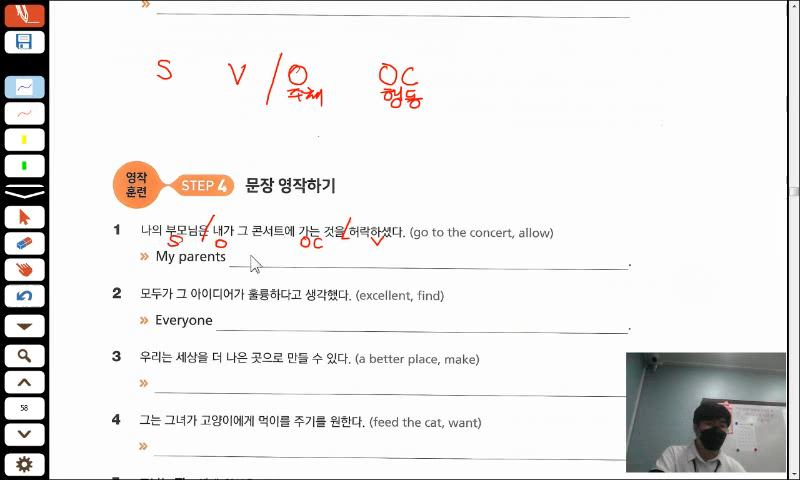 S V / O OC
주체 행동
영작
훈련
STEP 4 문장 영작하기
1 나의 부모님은 내가 그 콘서트에 가는 것을 허락하셨다. (go to the concert, allow)
S O OC V
» My parents .
2 모두가 그 아이디어가 훌륭하다고 생각했다. (excellent, find)
» Everyone .
3 우리는 세상을 더 나은 곳으로 만들 수 있다. (a better place, make)
»
4 그는 그녀가 고양이에게 먹이를 주기를 원한다. (feed the cat, want)
»
58